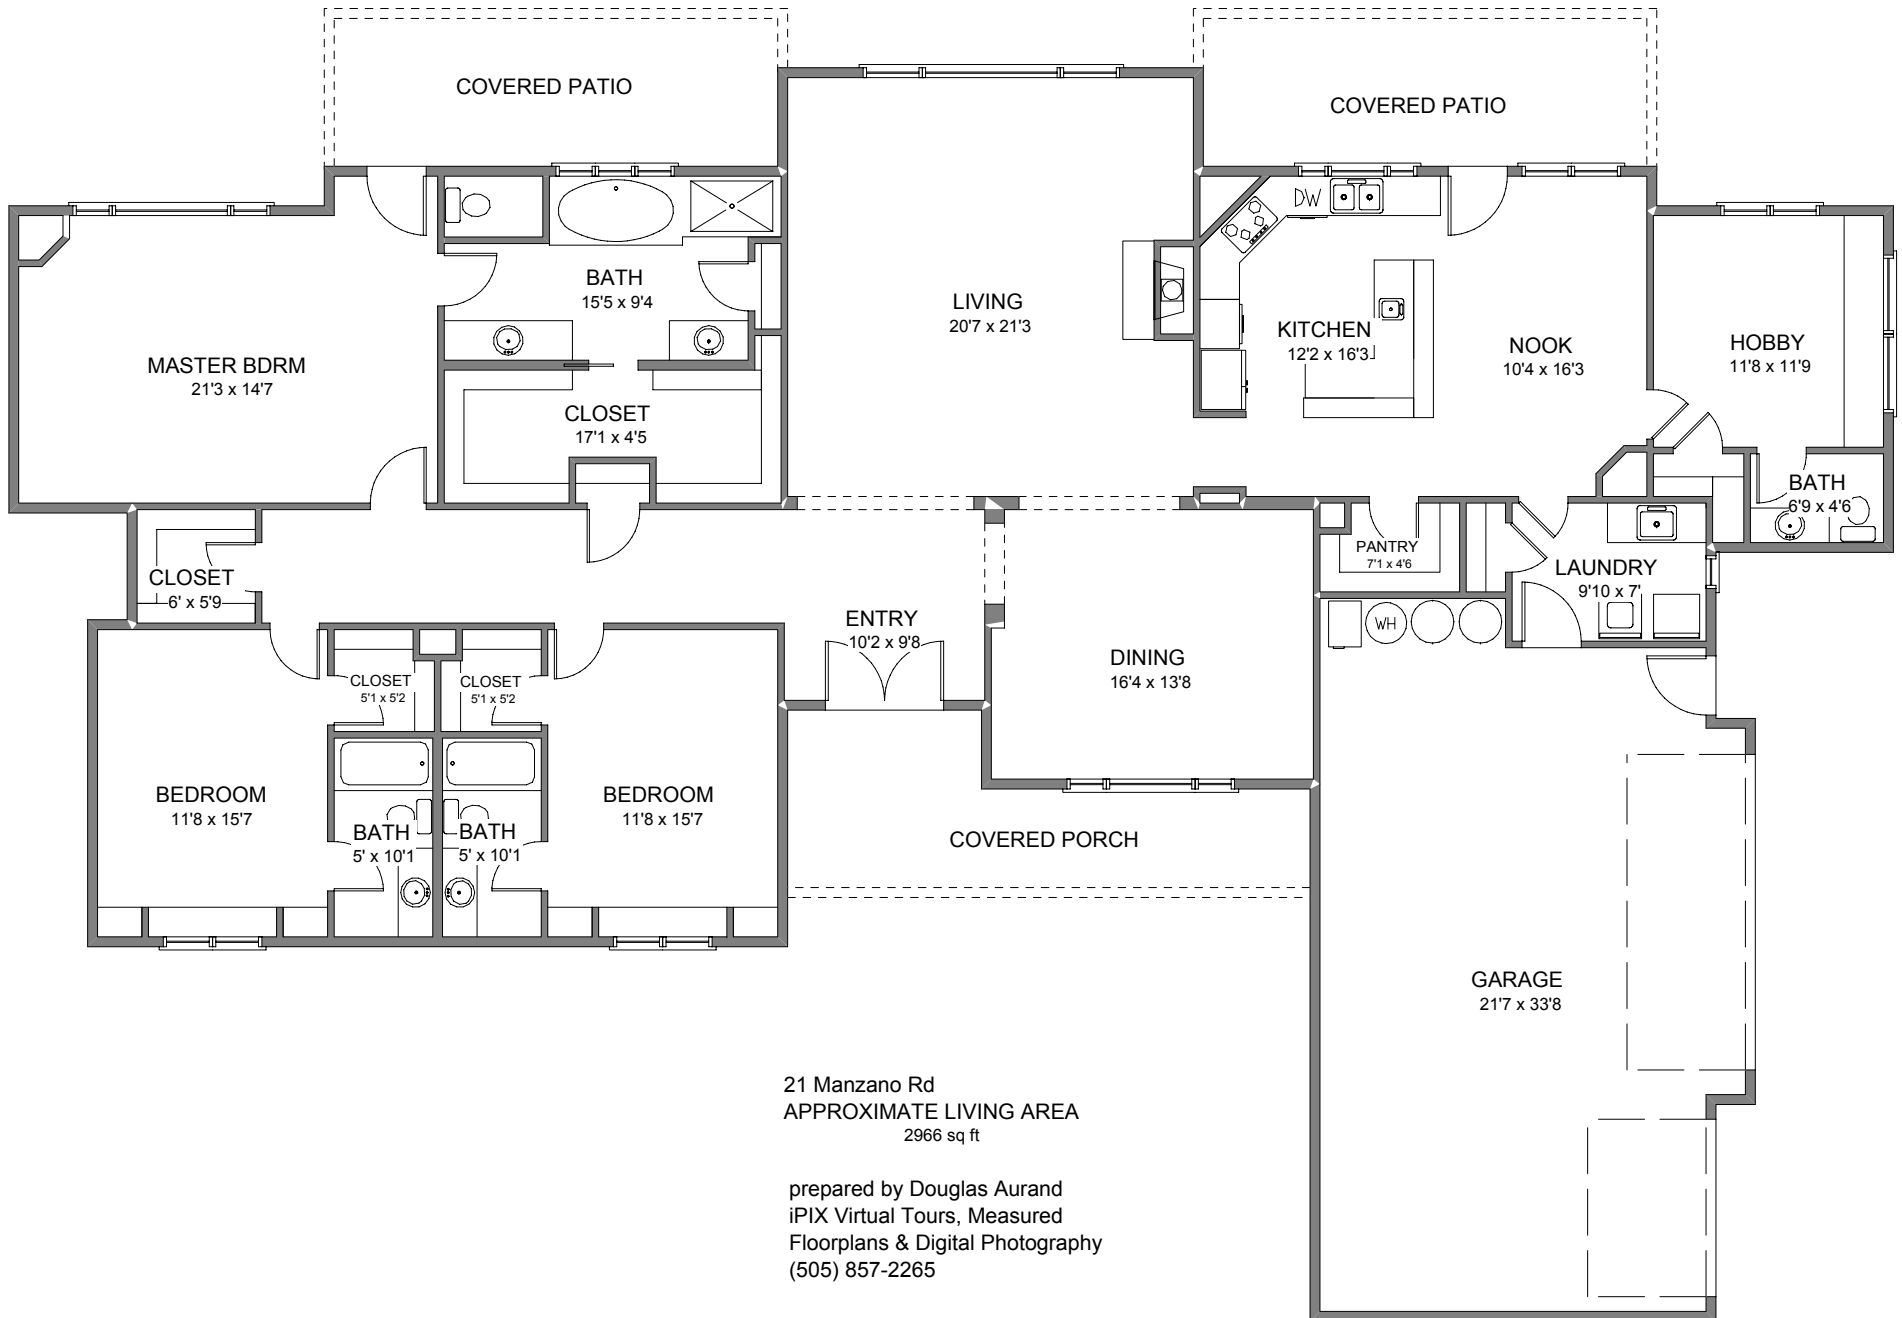 COVERED PATIO
COVERED PATIO
DW
BATH
15'5 x 9'4
LIVING
20'7 x 21'3
KITCHEN
12'2 x 16'3
NOOK
10'4 x 16'3
HOBBY
11'8 x 11'9
MASTER BDRM
21'3 x 14'7
CLOSET
17'1 x 4'5
BATH
6'9 x 4'6
PANTRY
7'1 x 4'6
LAUNDRY
9'10 x 7'
CLOSET
6' x 5'9
ENTRY
10'2 x 9'8
WH
DINING
16'4 x 13'8
CLOSET
5'1 x 5'2
CLOSET
5'1 x 5'2
BEDROOM
11'8 x 15'7
BEDROOM
11'8 x 15'7
BATH
5' x 10'1
BATH
5' x 10'1
COVERED PORCH
GARAGE
21'7 x 33'8
21 Manzano Rd
APPROXIMATE LIVING AREA
2966 sq ft
prepared by Douglas Aurand
iPIX Virtual Tours, Measured
Floorplans & Digital Photography
(505) 857-2265